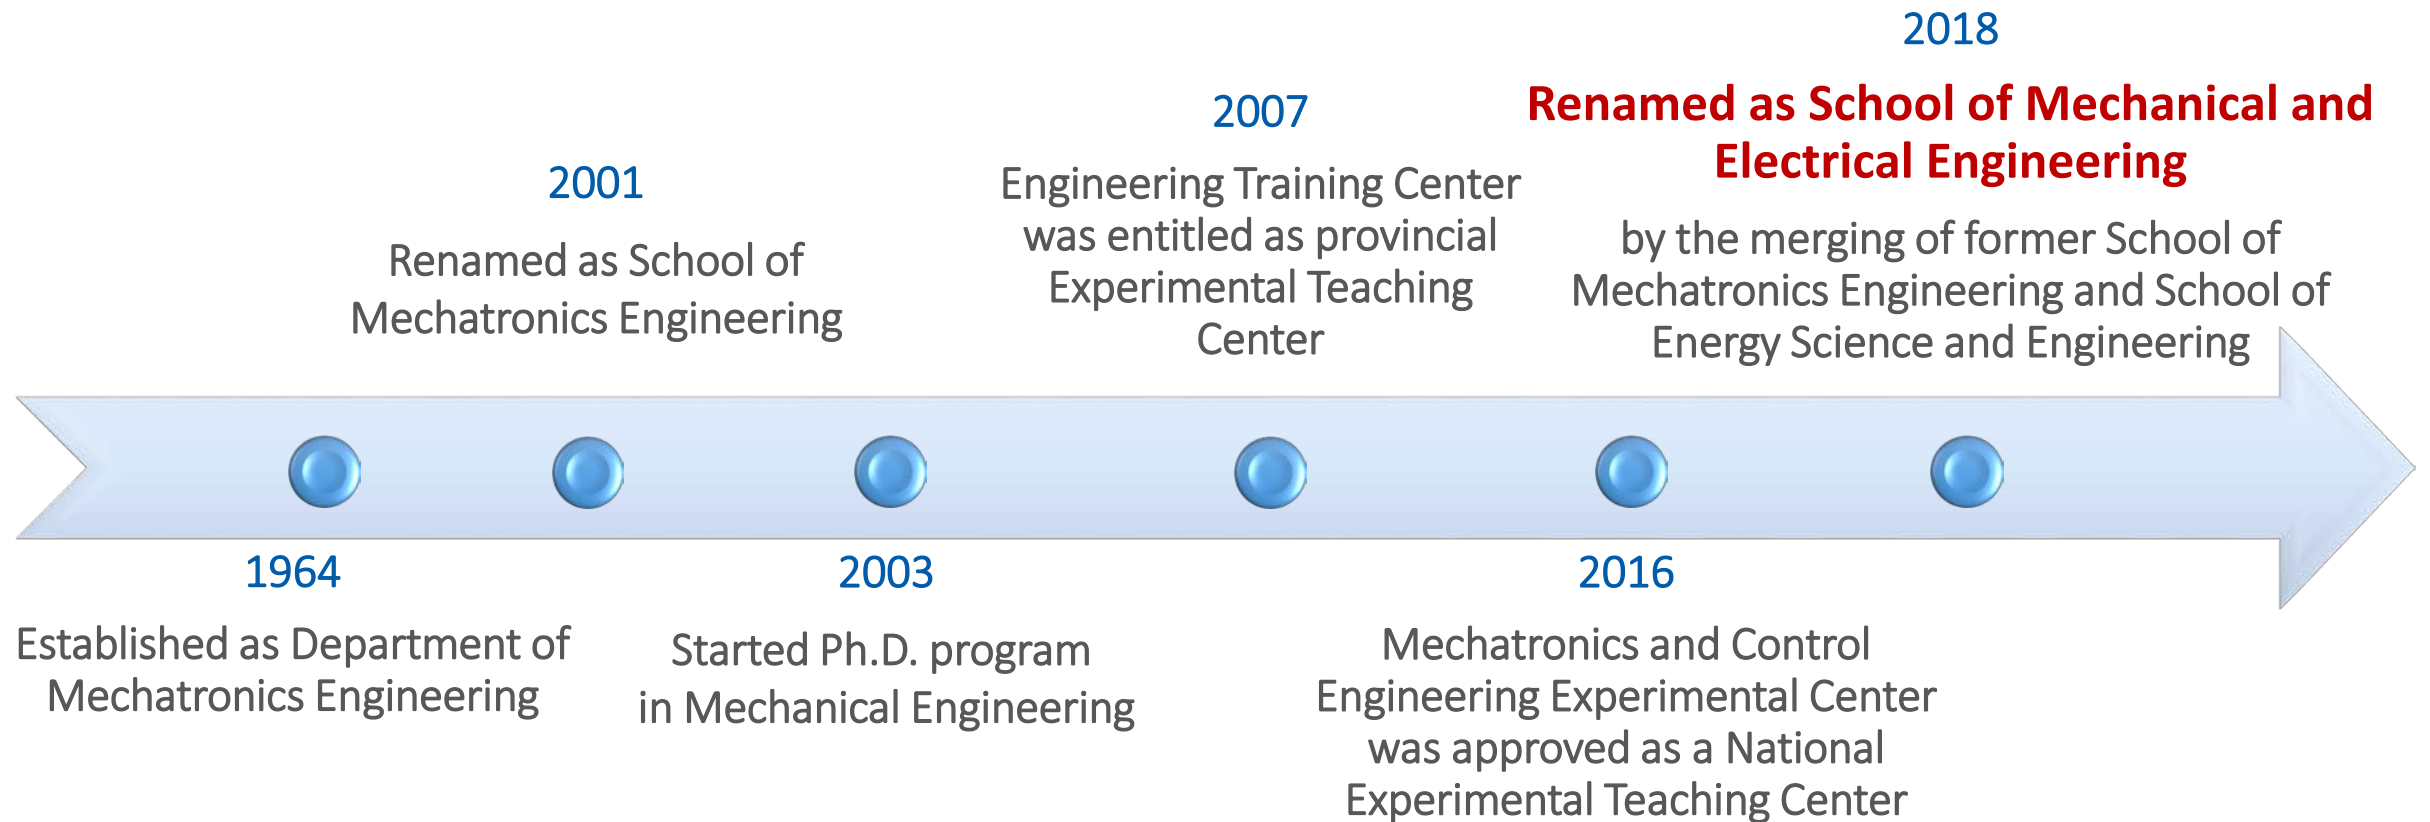 1964
Established as Department of
Mechatronics Engineering
2001
Renamed as School of
Mechatronics Engineering
2003
Started Ph.D. program
in Mechanical Engineering
2007
Engineering Training Center
was entitled as provincial
Experimental Teaching
Center
2016
Mechatronics and Control
Engineering Experimental Center
was approved as a National
Experimental Teaching Center
2018
Renamed as School of Mechanical and
Electrical Engineering
by the merging of former School of
Mechatronics Engineering and School of
Energy Science and Engineering